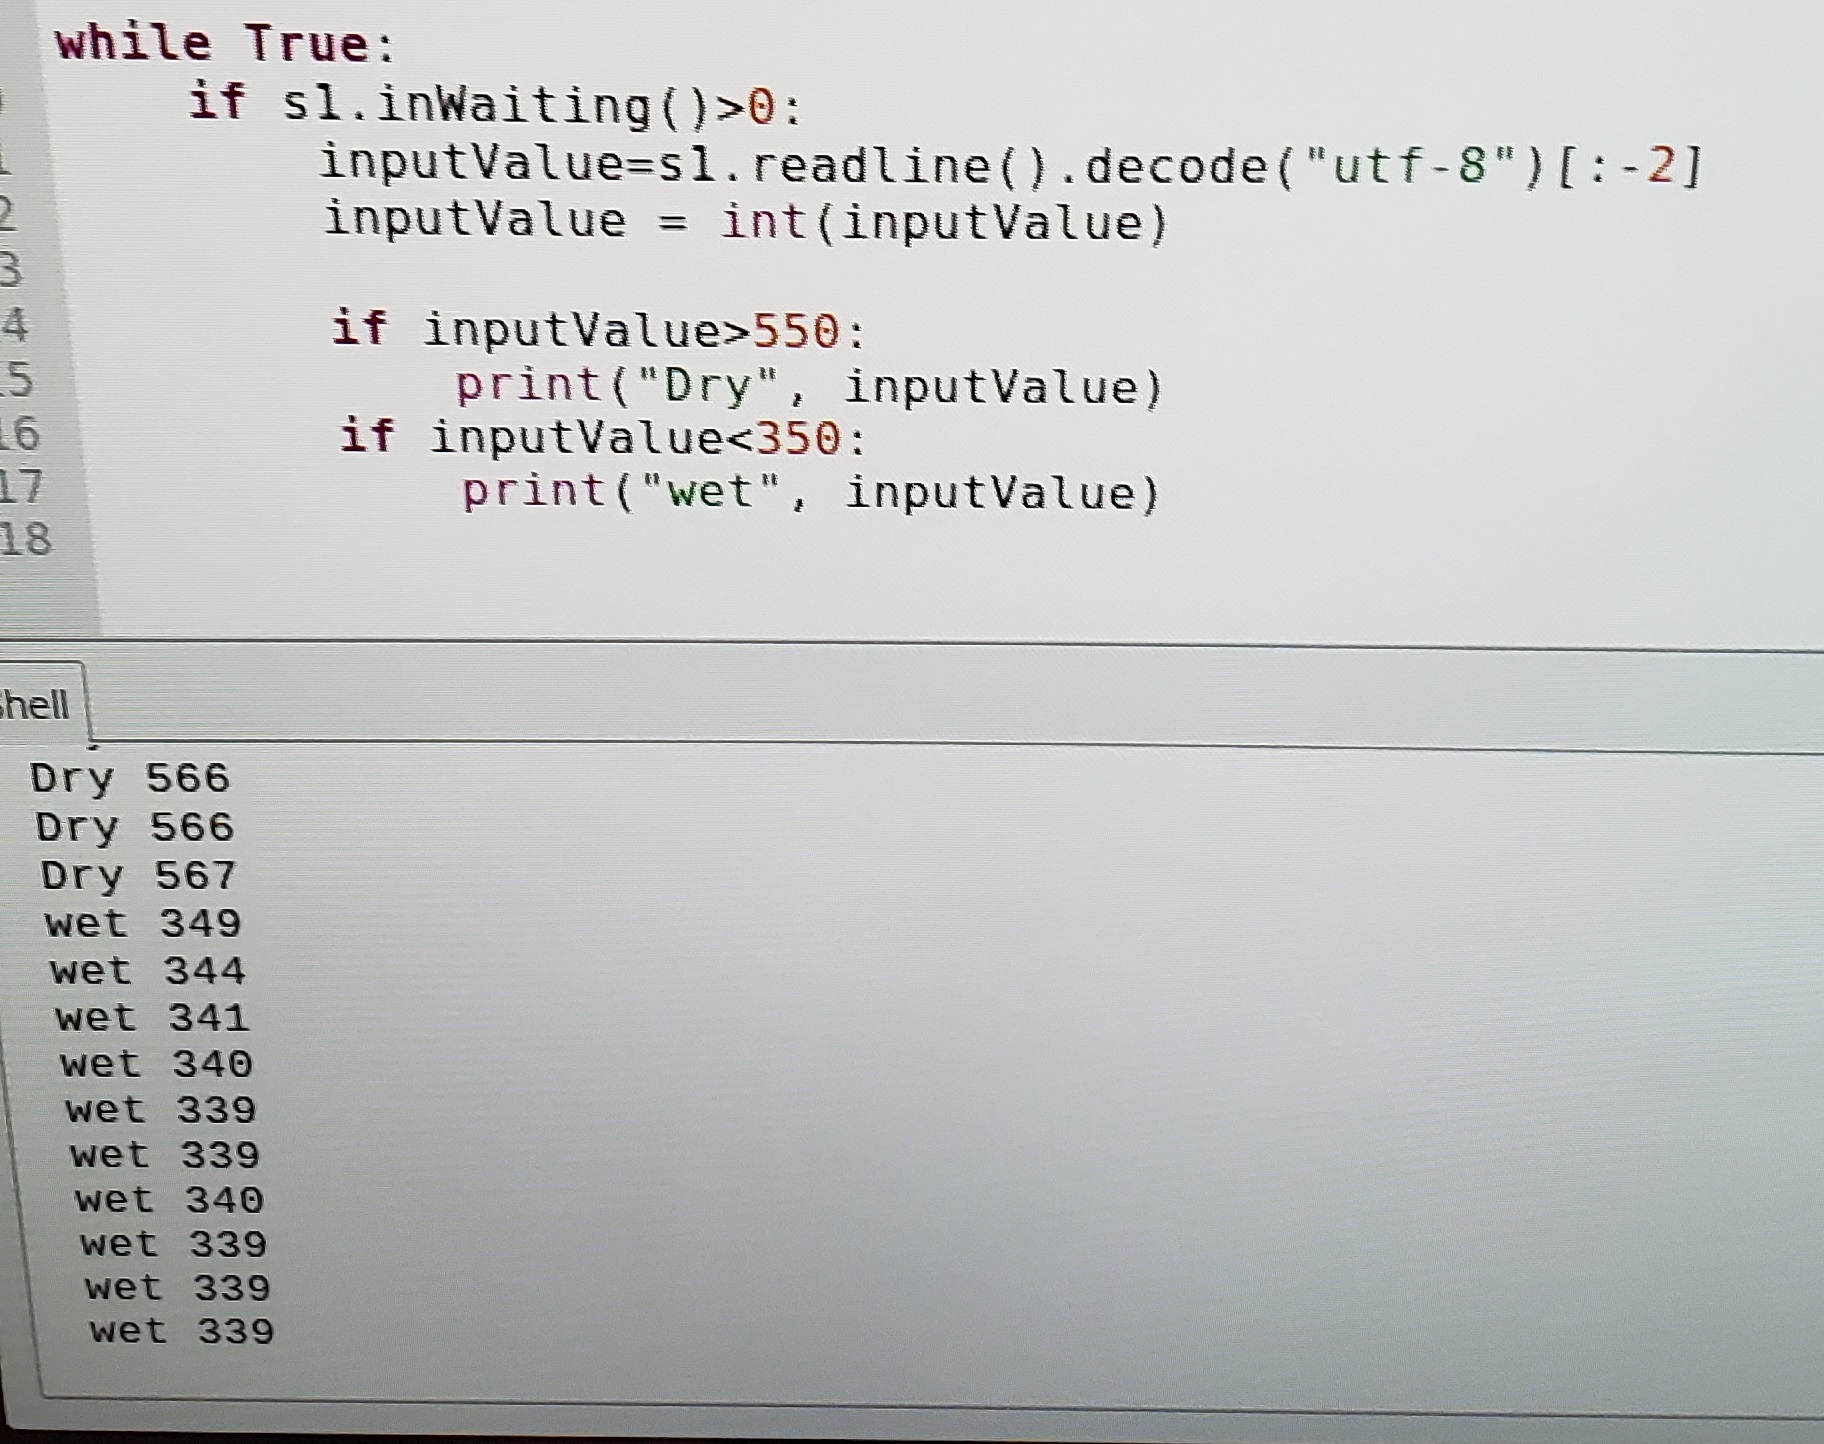 while True:
if sl.inWaiting()>0:
inputValue=sl.readline().decode("utf-8")[:-2]
2 inputValue = int(inputValue)
3
4 if inputValue>550:
5 print("Dry", inputValue)
16 if inputValue<350:
17 print("wet", inputValue)
18
hell
Dry 566
Dry 566
Dry 567
wet 349
wet 344
wet 341
wet 340
wet 339
wet 339
wet 340
wet 339
wet 339
wet 339